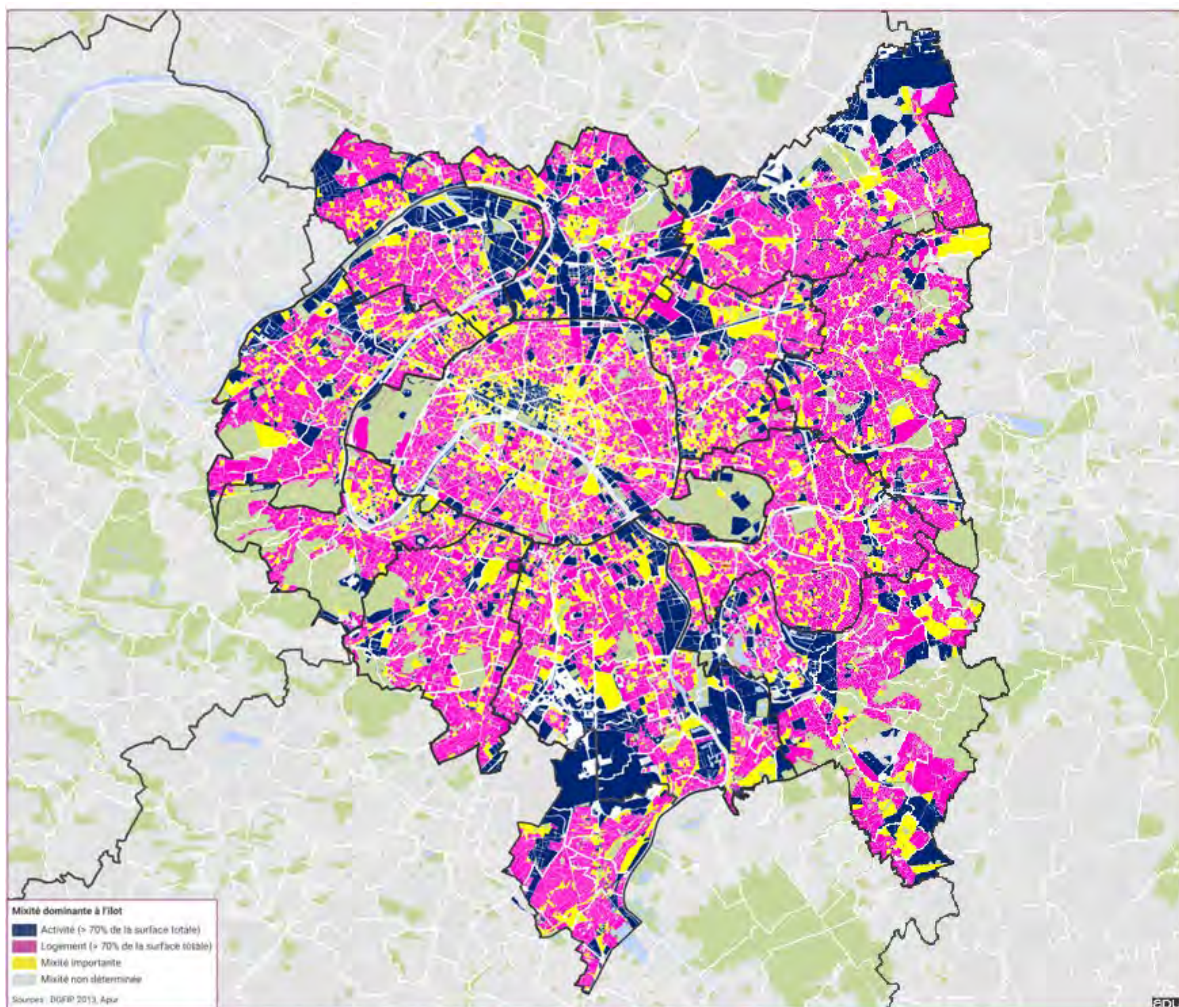 Mixité dominante à l'îlot
Activité (> 70% de la surface totale)
Logement (> 70% de la surface totale)
Mixité importante
Mixité non déterminée
Sources : DGFIP 2013, Apur